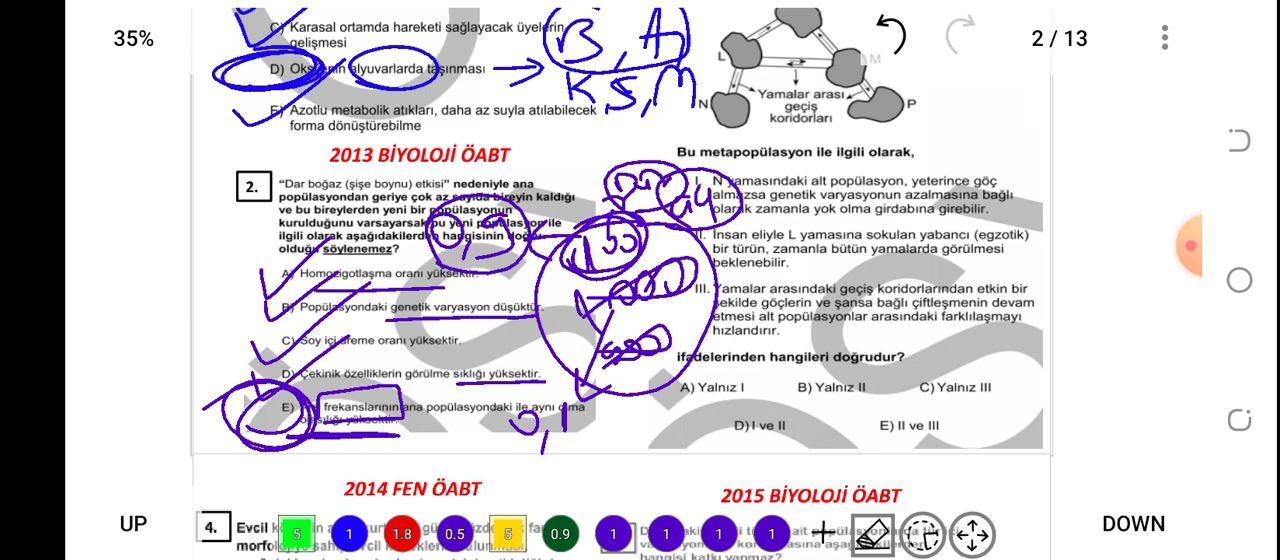 35%
2 / 13
C) Karasal ortamda hareketi sağlayacak üyelerin
gelişmesi
D) Oksijenin alyuvarlarda taşınması
B, A
K, S, M
E) Azotlu metabolik atıkları, daha az suyla atılabilecek
forma dönüştürebilme
L
M
N
P
Yamalar arası
geçiş
koridorları
2013 BİYOLOJİ ÖABT
2.
"Dar boğaz (şişe boynu) etkisi" nedeniyle ana
popülasyondan geriye çok az sayıda bireyin kaldığı
ve bu bireylerden yeni bir popülasyonun
kurulduğunu varsayarsak bu yeni popülasyon ile
ilgili olarak aşağıdakilerden hangisinin doğru
olduğu söylenemez?
A) Homozigotlaşma oranı yüksektir.
B) Popülasyondaki genetik varyasyon düşüktür.
C) Soy içi üreme oranı yüksektir.
D) Çekinik özelliklerin görülme sıklığı yüksektir.
E) frekanslarının ana popülasyondaki ile aynı olma
olasılığı yüksektir.
0,9
0,1
Bu metapopülasyon ile ilgili olarak,
I. N yamasındaki alt popülasyon, yeterince göç
almazsa genetik varyasyonun azalmasına bağlı
olarak zamanla yok olma girdabına girebilir.
II. İnsan eliyle L yamasına sokulan yabancı (egzotik)
bir türün, zamanla bütün yamalarda görülmesi
beklenebilir.
III. Yamalar arasındaki geçiş koridorlarından etkin bir
şekilde göçlerin ve şansa bağlı çiftleşmenin devam
etmesi alt popülasyonlar arasındaki farklılaşmayı
hızlandırır.
ifadelerinden hangileri doğrudur?
A) Yalnız I B) Yalnız II C) Yalnız III
D) I ve II E) II ve III
2014 FEN ÖABT
2015 BİYOLOJİ ÖABT
4.
Evcil
UP
5 1 1.8 0.5 5 0.9 1 1 1 1
DOWN